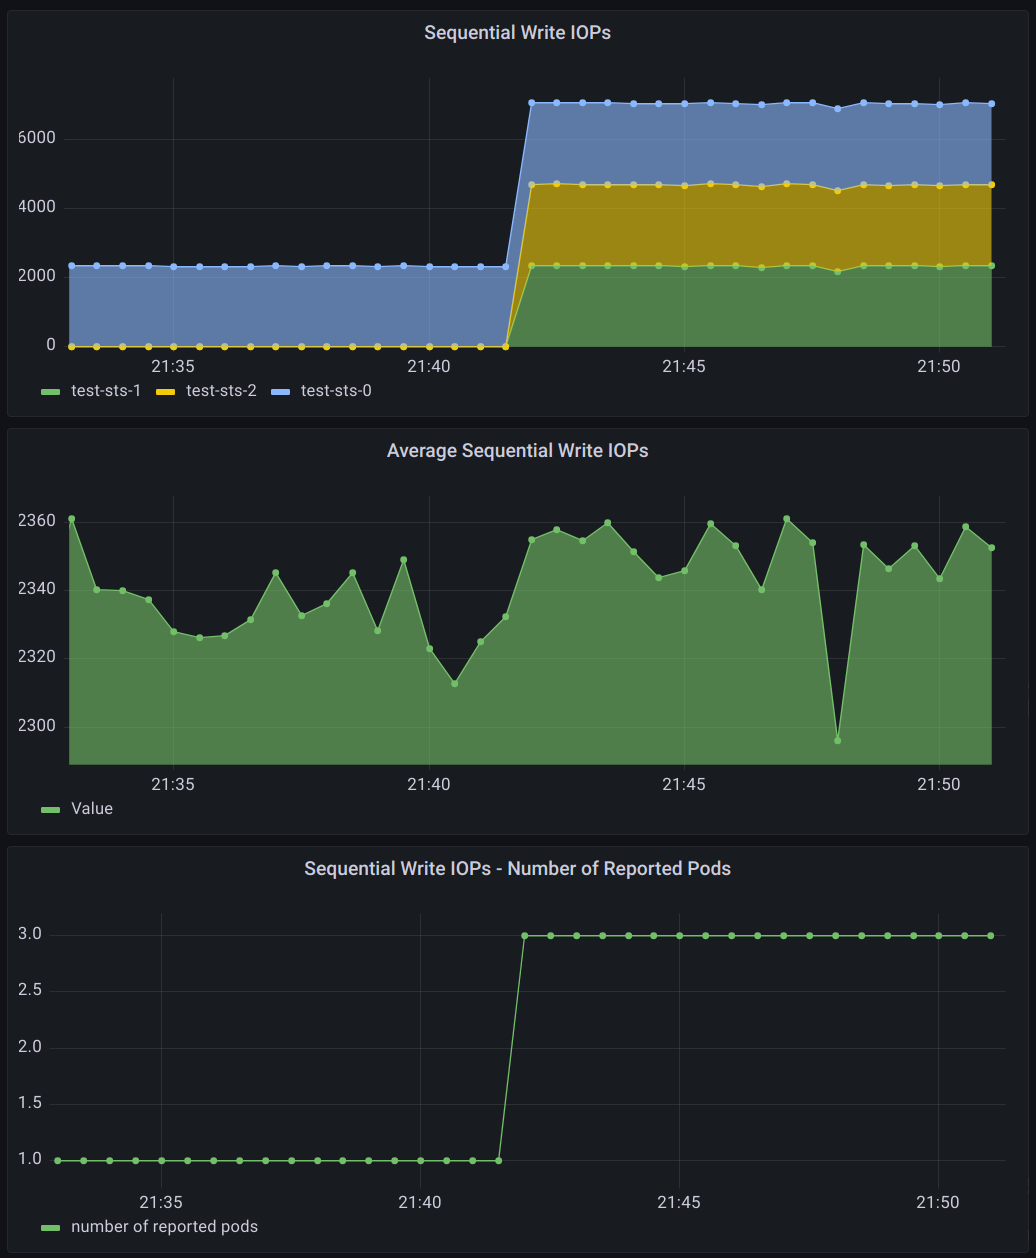 Sequential Write IOPs
6000
4000
2000
0
21:35 21:40 21:45 21:50
test-sts-1 test-sts-2 test-sts-0
Average Sequential Write IOPs
2360
2340
2320
2300
21:35 21:40 21:45 21:50
Value
Sequential Write IOPs - Number of Reported Pods
3.0
2.5
2.0
1.5
1.0
21:35 21:40 21:45 21:50
number of reported pods